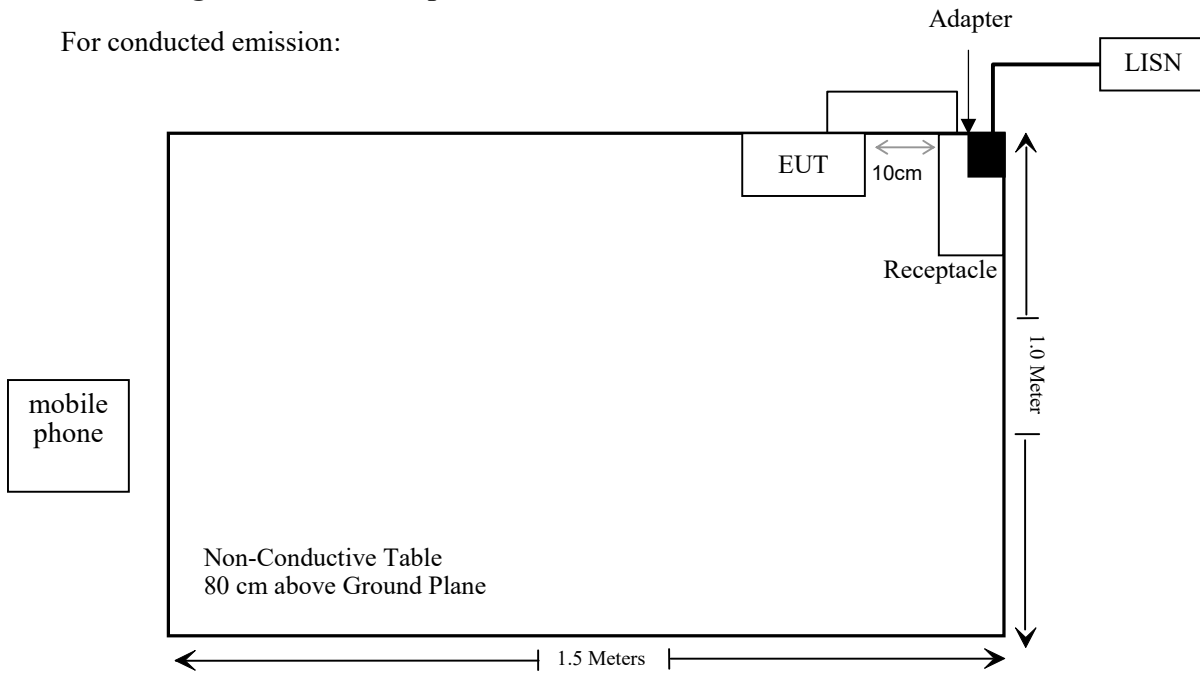 For conducted emission:
Adapter
LISN
EUT
10cm
Receptacle
1.0 Meter
mobile
phone
Non-Conductive Table
80 cm above Ground Plane
1.5 Meters